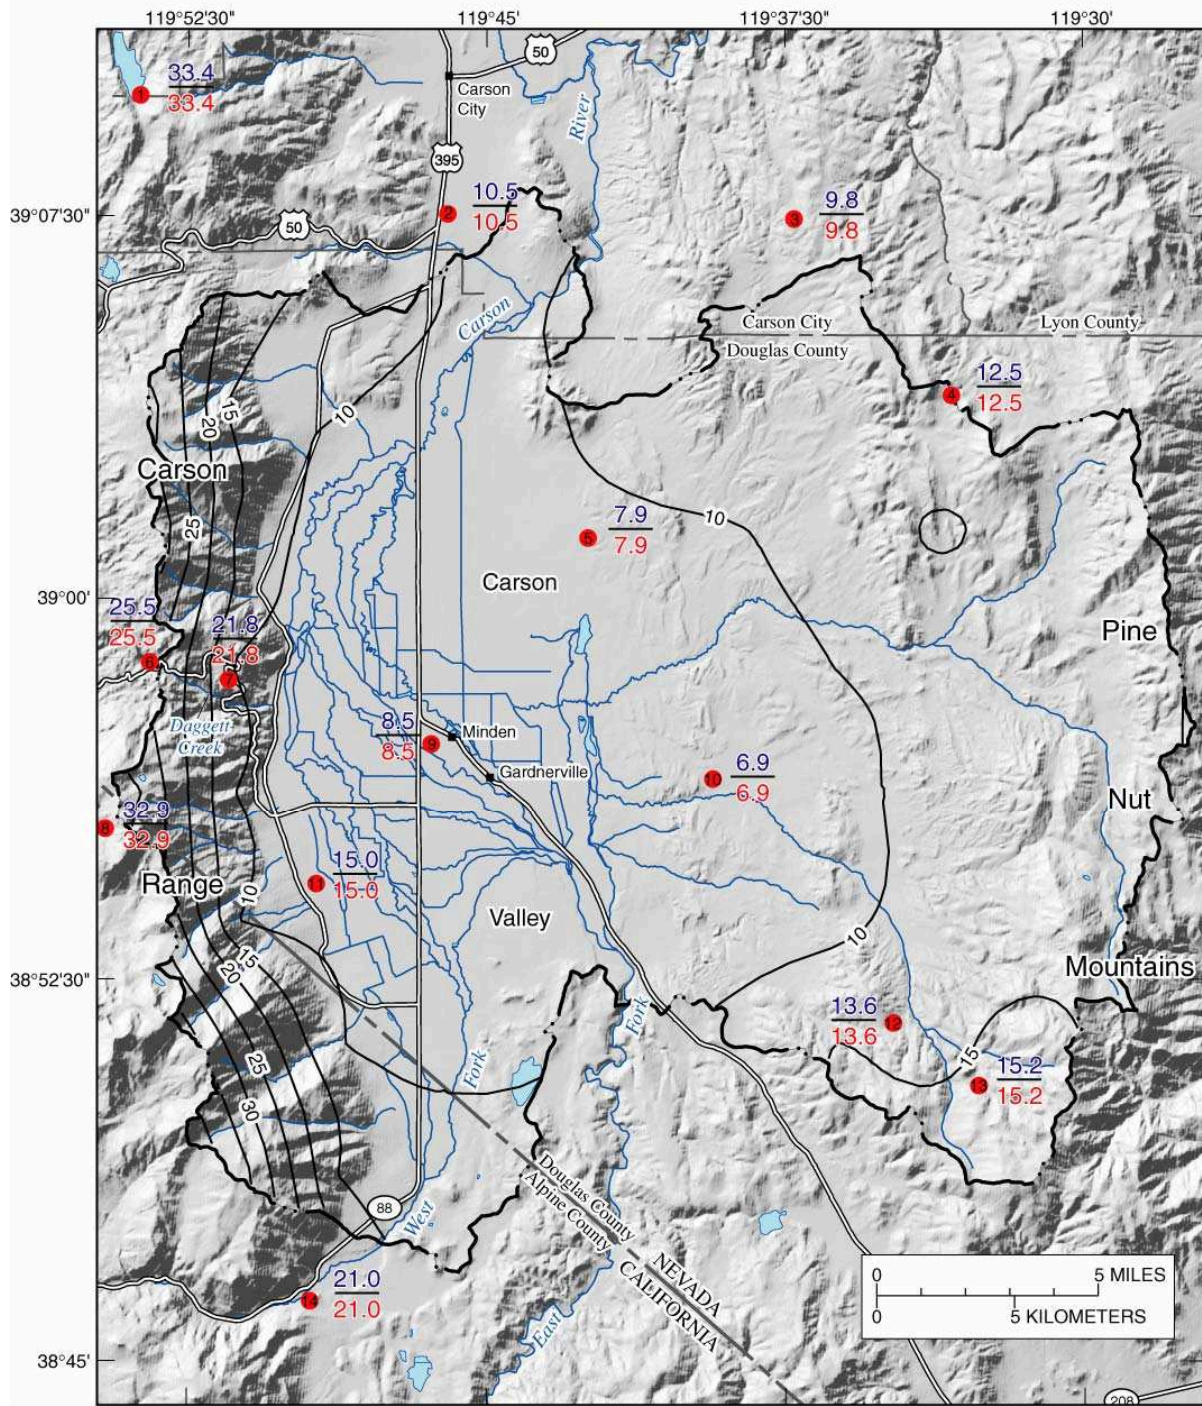 119°52'30"
119°45'
119°37'30"
119°30'
50
33.4
33.4
1
Carson
City
River
395
39°07'30"
10.5
10.5
2
9.8
9.8
3
50
Carson
Carson City
Lyon County
Douglas County
12.5
12.5
4
15
20
10
Carson
25
7.9
7.9
5
10
39°00'
Carson
25.5
25.5
6
21.8
21.8
7
Pine
Daggett
Creek
8.5
8.5
9
Minden
Gardnerville
6.9
6.9
10
Nut
32.9
32.9
8
15.0
15.0
11
Range
10
Valley
10
15
20
38°52'30"
Mountains
Fork
13.6
13.6
12
15
25
30
Fork
15.2
15.2
13
Douglas County
Alpine County
88
West
NEVADA
CALIFORNIA
21.0
21.0
14
East
0
5 MILES
0
5 KILOMETERS
38°45'
208